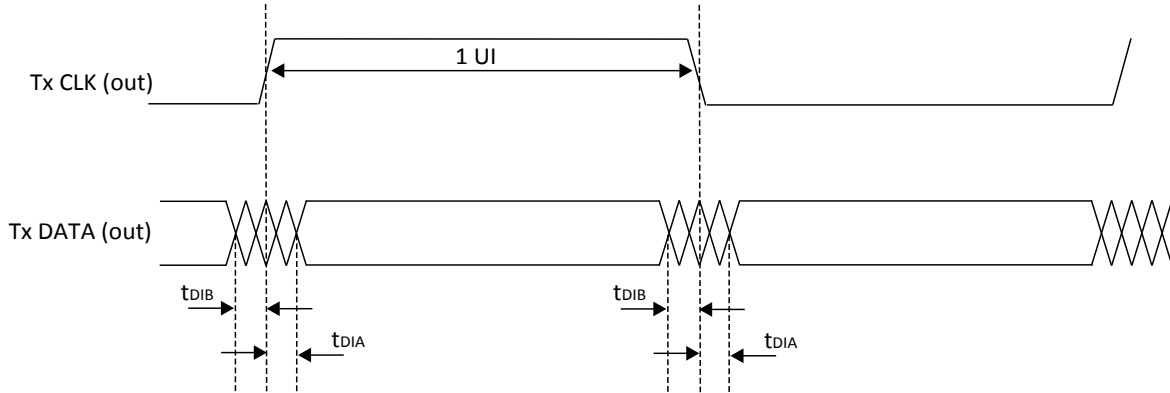 1 UI
Tx CLK (out)
Tx DATA (out)
tDIB
tDIB
tDIA
tDIA